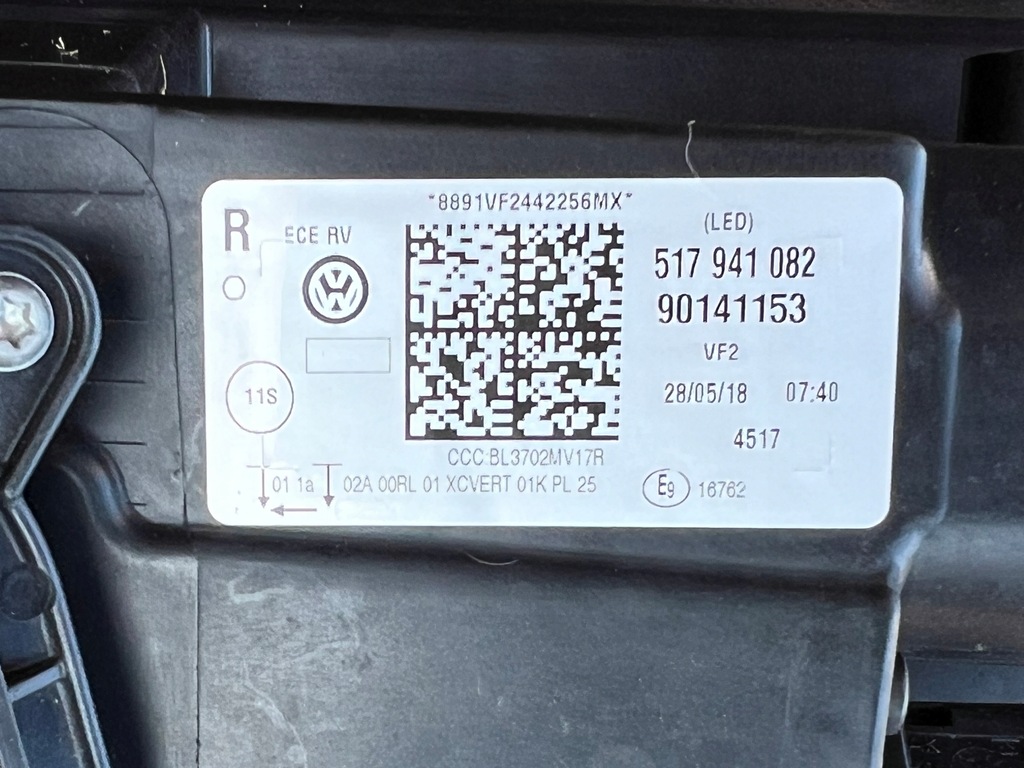 *8891VF2442256MX*
R
ECE RV
(LED)
517 941 082
90141153
VF2
28/05/18 07:40
11S
4517
CCC:BL3702MV17R
01 1a 02A 00RL 01 XCVERT 01K PL 25
E9 16762